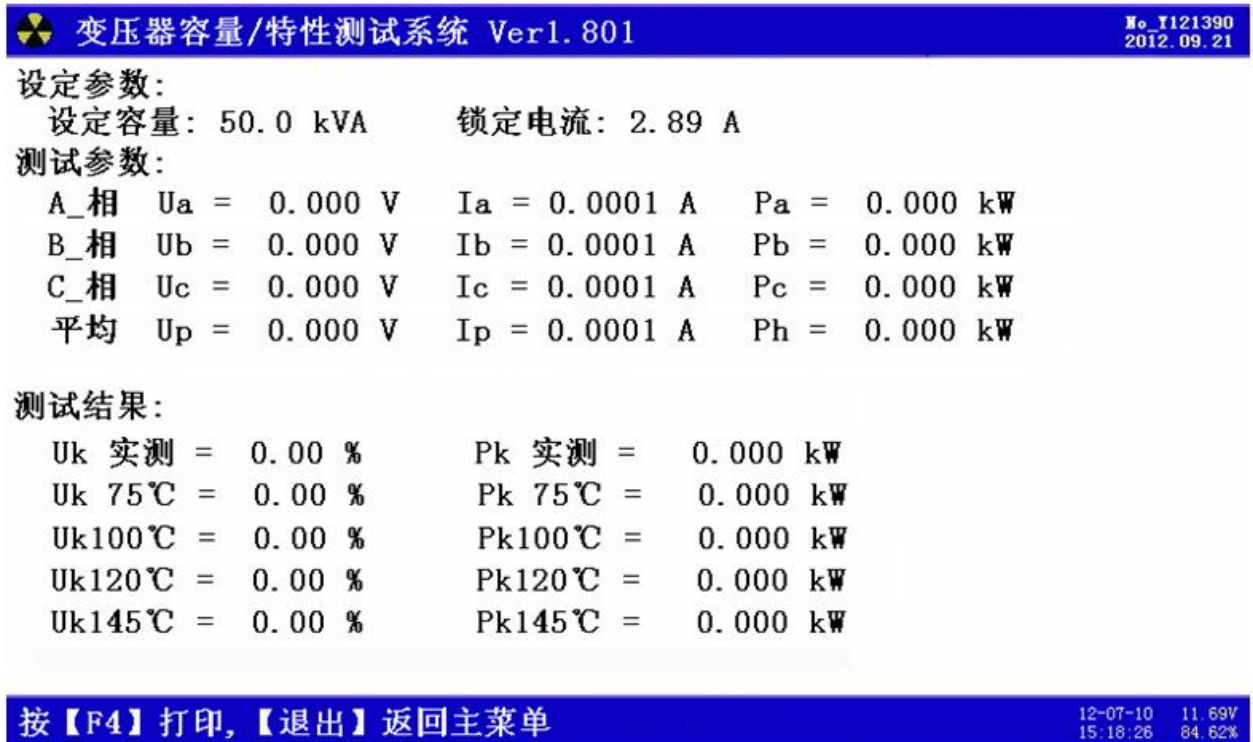 变压器容量/特性测试系统 Ver1.801
No_Y121390
2012.09.21
设定参数:
设定容量: 50.0 kVA 锁定电流: 2.89 A
测试参数:
A_相 Ua = 0.000 V Ia = 0.0001 A Pa = 0.000 kW
B_相 Ub = 0.000 V Ib = 0.0001 A Pb = 0.000 kW
C_相 Uc = 0.000 V Ic = 0.0001 A Pc = 0.000 kW
平均 Up = 0.000 V Ip = 0.0001 A Ph = 0.000 kW
测试结果:
Uk 实测 = 0.00 % Pk 实测 = 0.000 kW
Uk 75℃ = 0.00 % Pk 75℃ = 0.000 kW
Uk100℃ = 0.00 % Pk100℃ = 0.000 kW
Uk120℃ = 0.00 % Pk120℃ = 0.000 kW
Uk145℃ = 0.00 % Pk145℃ = 0.000 kW
按【F4】打印,【退出】返回主菜单
12-07-10 11.69V
15:18:26 84.62%